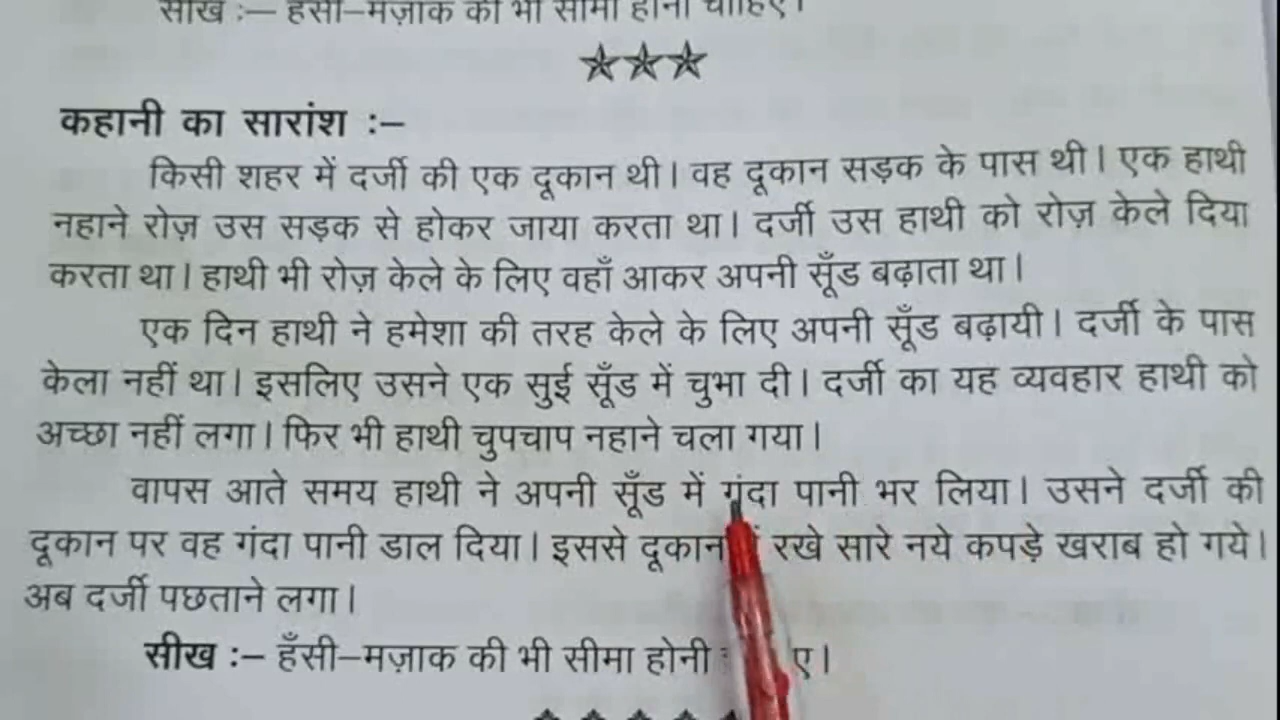 सीख :– हँसी–मज़ाक की भी सीमा होनी चाहिए।
कहानी का सारांश :–
किसी शहर में दर्जी की एक दूकान थी। वह दूकान सड़क के पास थी। एक हाथी
नहाने रोज़ उस सड़क से होकर जाया करता था। दर्जी उस हाथी को रोज़ केले दिया
करता था। हाथी भी रोज़ केले के लिए वहाँ आकर अपनी सूँड बढ़ाता था।
एक दिन हाथी ने हमेशा की तरह केले के लिए अपनी सूँड बढ़ायी। दर्जी के पास
केला नहीं था। इसलिए उसने एक सुई सूँड में चुभा दी। दर्जी का यह व्यवहार हाथी को
अच्छा नहीं लगा। फिर भी हाथी चुपचाप नहाने चला गया।
वापस आते समय हाथी ने अपनी सूँड में गंदा पानी भर लिया। उसने दर्जी की
दूकान पर वह गंदा पानी डाल दिया। इससे दूकान रखे सारे नये कपड़े खराब हो गये।
अब दर्जी पछताने लगा।
सीख :– हँसी–मज़ाक की भी सीमा होनी